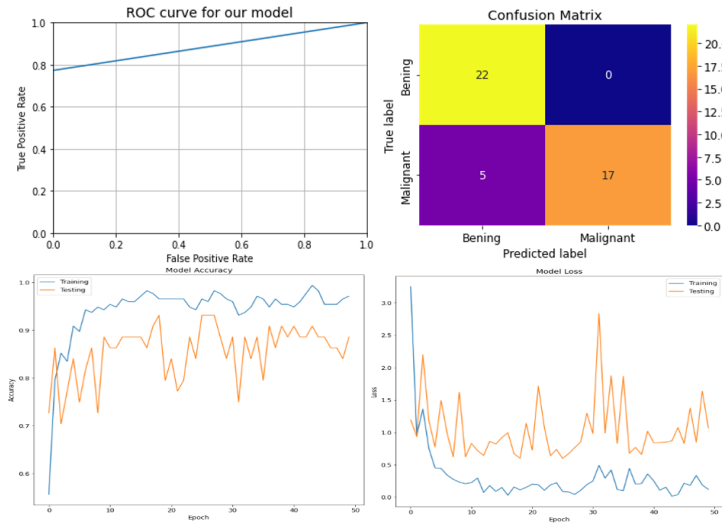 ROC curve for our model
1.0
0.8
0.6
0.4
0.2
0.0
True Positive Rate
0.0 0.2 0.4 0.6 0.8 1.0
False Positive Rate
Confusion Matrix
Bening
Malignant
True label
22 0
5 17
Bening Malignant
Predicted label
20.0
17.5
15.0
12.5
10.0
7.5
5.0
2.5
0.0
Model Accuracy
Training
Testing
1.0
0.9
0.8
0.7
0.6
Accuracy
0 10 20 30 40 50
Epoch
Model Loss
Training
Testing
3.0
2.5
2.0
1.5
1.0
0.5
0.0
Loss
0 10 20 30 40 50
Epoch